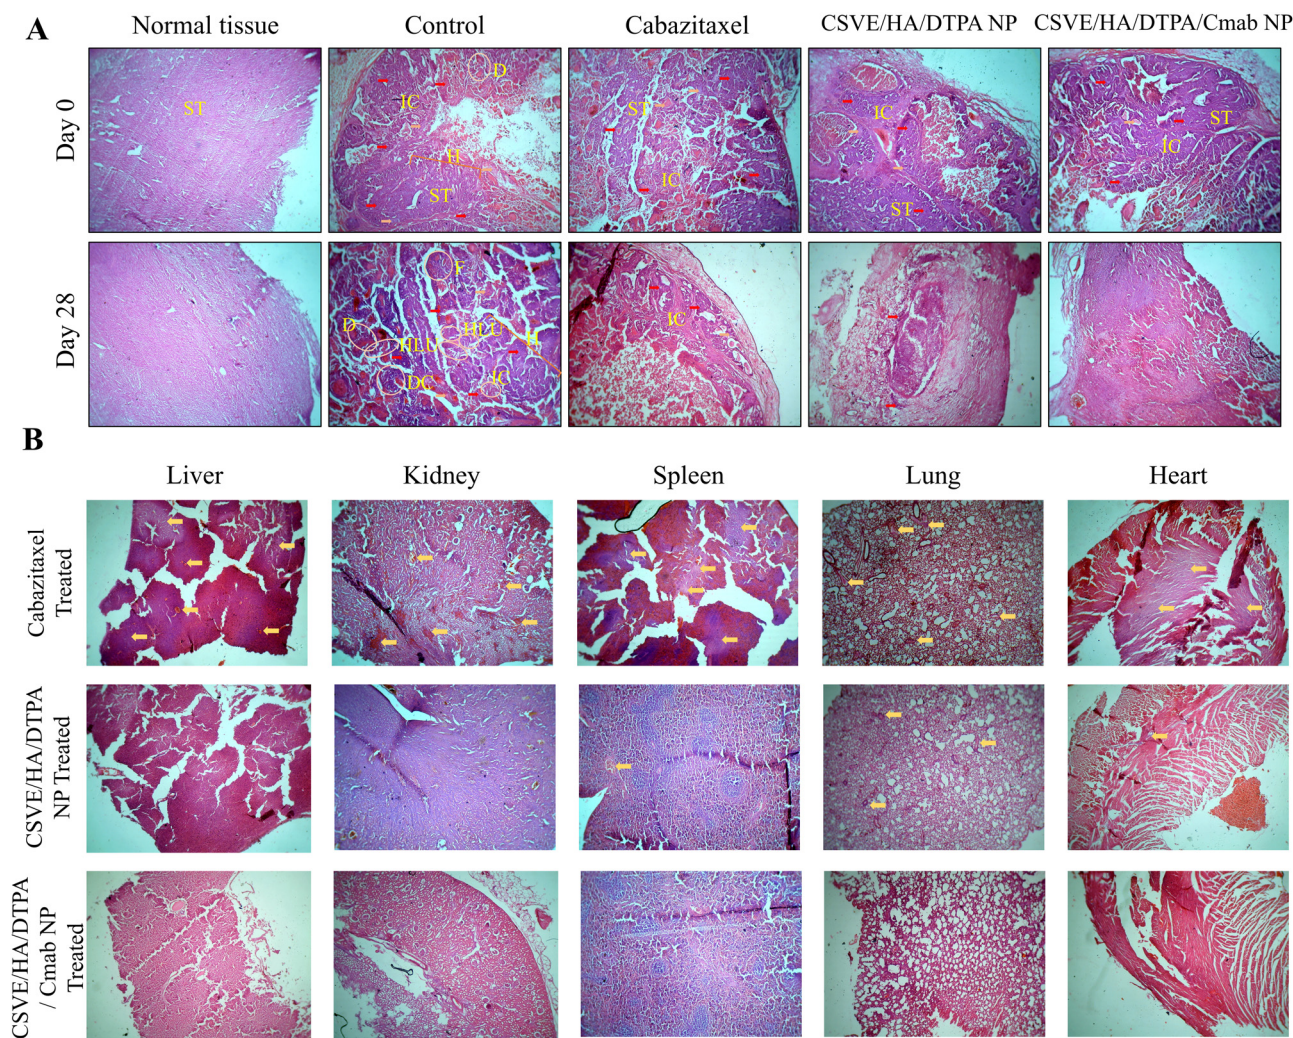 A
Normal tissue
Control
Cabazitaxel
CSVE/HA/DTPA NP
CSVE/HA/DTPA/Cmab NP
Day 0
ST
D
IC
H
ST
ST
IC
IC
ST
ST
IC
Day 28
F
D
HLU
HLU
H
DC
IC
IC
B
Liver
Kidney
Spleen
Lung
Heart
Cabazitaxel
Treated
CSVE/HA/DTPA
NP Treated
CSVE/HA/DTPA
/ Cmab NP
Treated